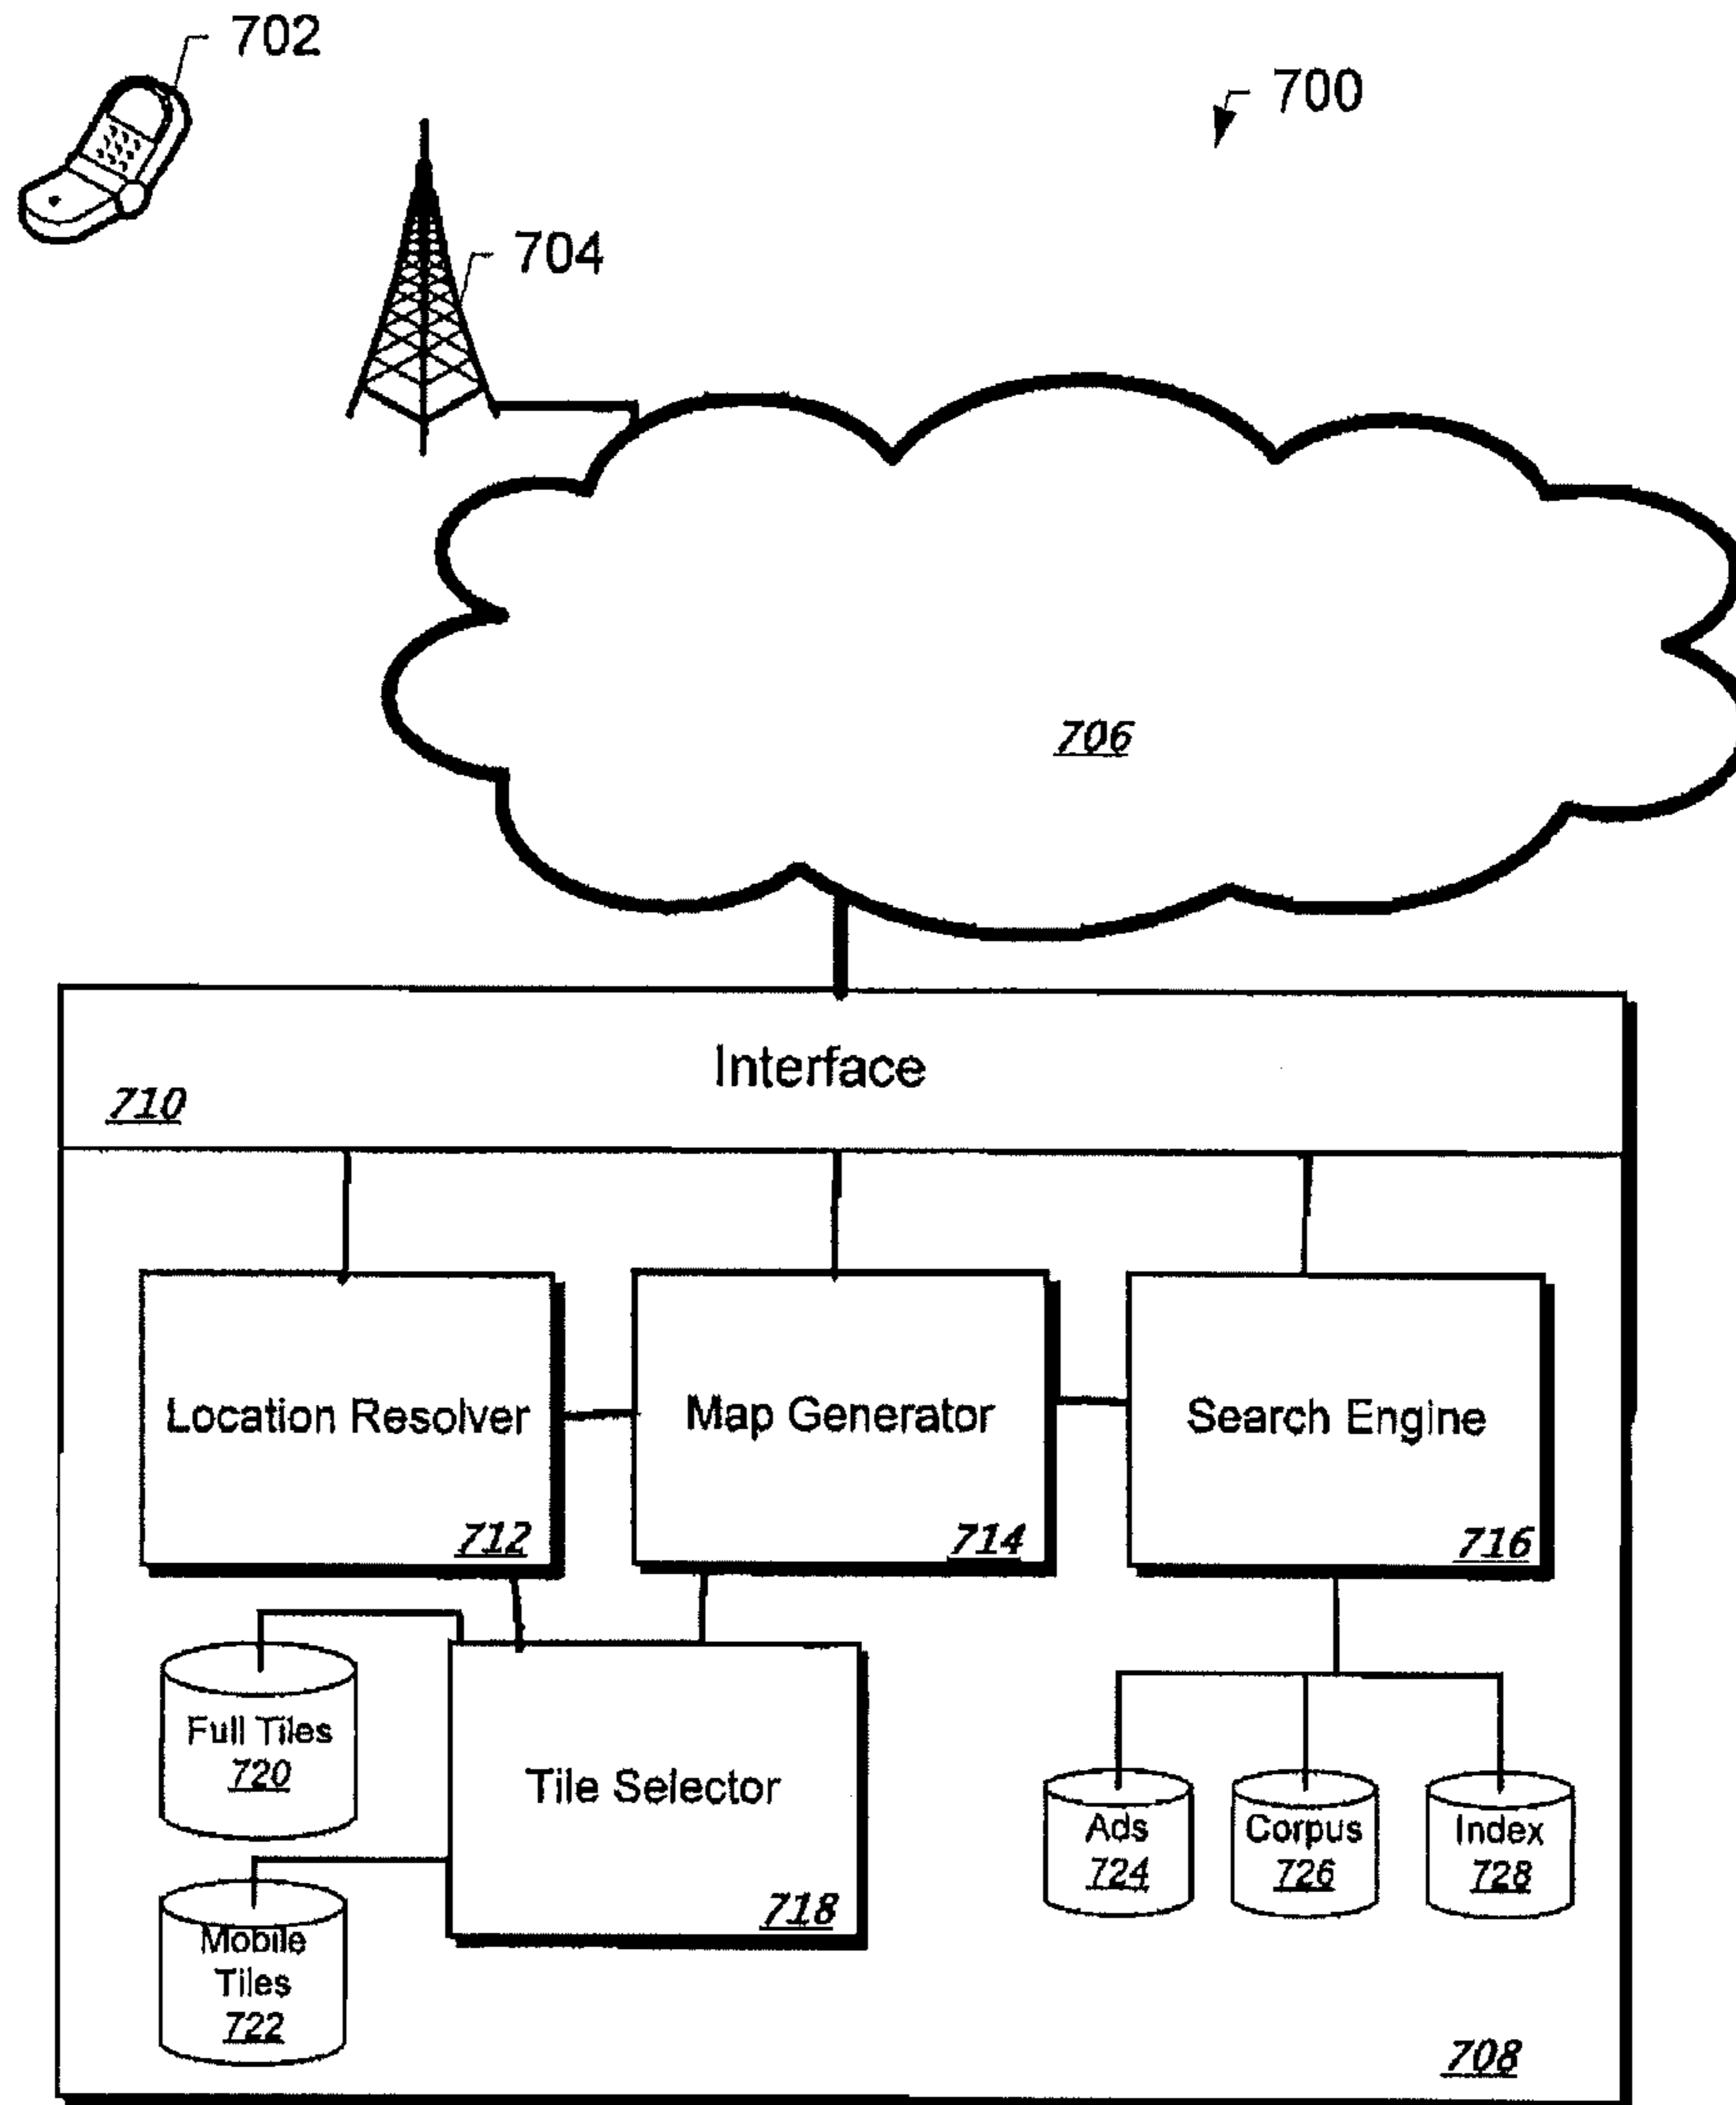 702
700
704
706
Interface
710
Location Resolver
712
Map Generator
714
Search Engine
716
Full Tiles
720
Tile Selector
718
Mobile
Tiles
722
Ads
724
Corpus
726
Index
728
708